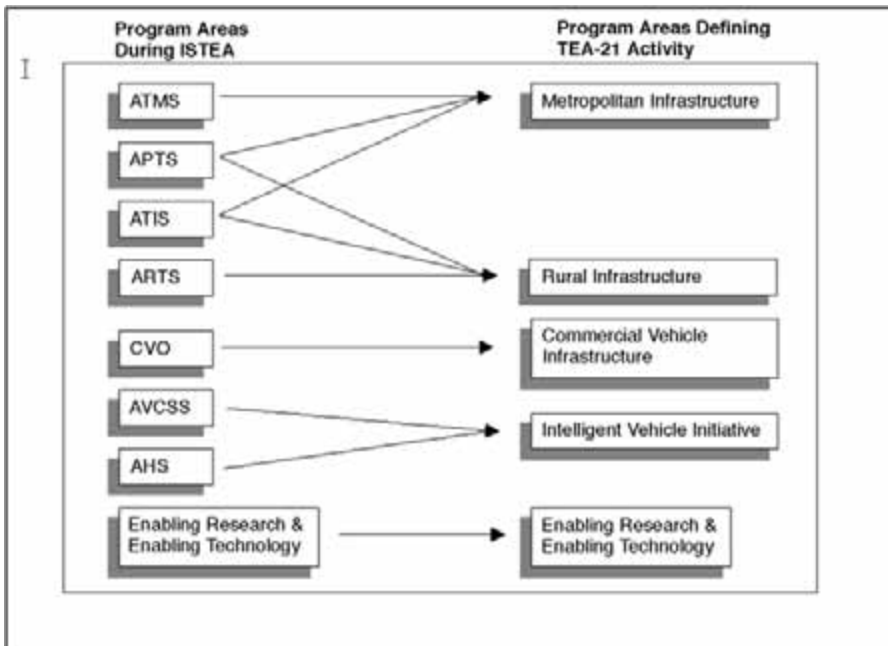 Program Areas
During ISTEA
Program Areas Defining
TEA-21 Activity
ATMS
Metropolitan Infrastructure
APTS
ATIS
ARTS
Rural Infrastructure
CVO
Commercial Vehicle
Infrastructure
AVCSS
Intelligent Vehicle Initiative
AHS
Enabling Research &
Enabling Technology
Enabling Research &
Enabling Technology